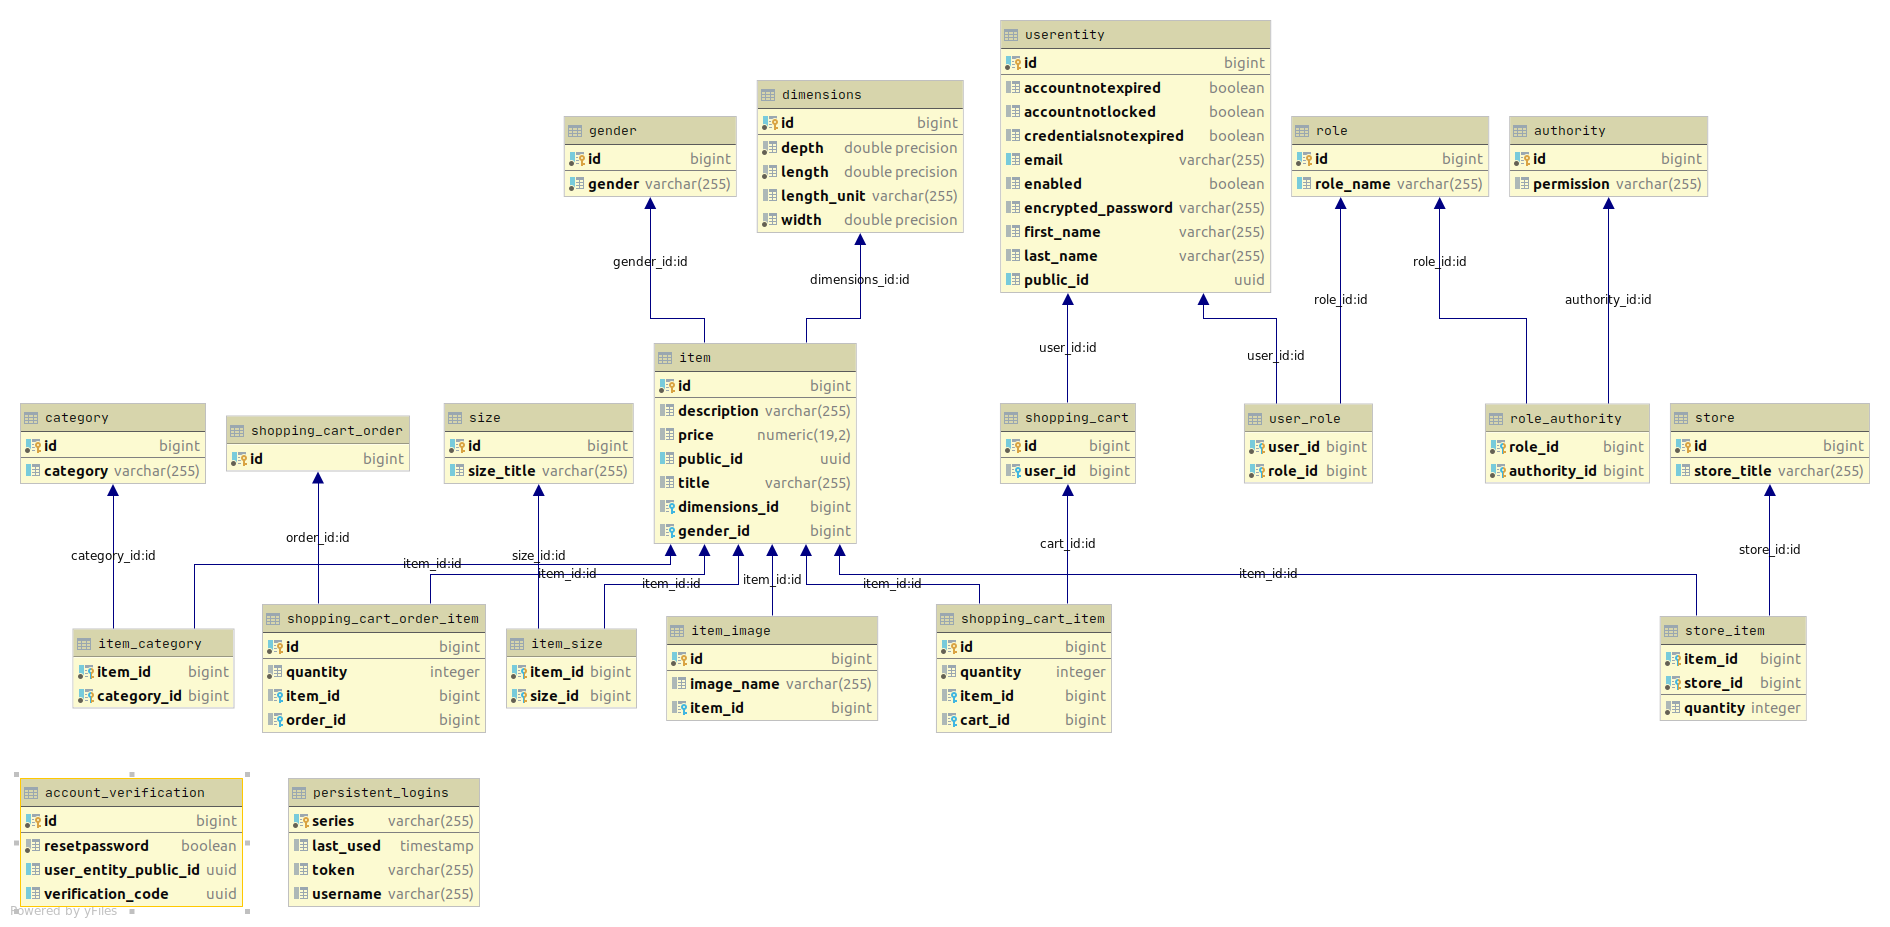 userentity
id bigint
accountnotexpired boolean
accountnotlocked boolean
credentialsnotexpired boolean
email varchar(255)
enabled boolean
encrypted_password varchar(255)
first_name varchar(255)
last_name varchar(255)
public_id uuid
dimensions
id bigint
depth double precision
length double precision
length_unit varchar(255)
width double precision
gender
id bigint
gender varchar(255)
role
id bigint
role_name varchar(255)
authority
id bigint
permission varchar(255)
gender_id:id
dimensions_id:id
role_id:id
role_id:id
authority_id:id
user_id:id
user_id:id
item
id bigint
description varchar(255)
price numeric(19,2)
public_id uuid
title varchar(255)
dimensions_id bigint
gender_id bigint
category
id bigint
category varchar(255)
shopping_cart_order
id bigint
size
id bigint
size_title varchar(255)
shopping_cart
id bigint
user_id bigint
user_role
user_id bigint
role_id bigint
role_authority
role_id bigint
authority_id bigint
store
id bigint
store_title varchar(255)
category_id:id
order_id:id
item_id:id
size_id:id
item_id:id
item_id:id
item_id:id
item_id:id
cart_id:id
item_id:id
store_id:id
item_category
item_id bigint
category_id bigint
shopping_cart_order_item
id bigint
quantity integer
item_id bigint
order_id bigint
item_size
item_id bigint
size_id bigint
item_image
id bigint
image_name varchar(255)
item_id bigint
shopping_cart_item
id bigint
quantity integer
item_id bigint
cart_id bigint
store_item
item_id bigint
store_id bigint
quantity integer
account_verification
id bigint
resetpassword boolean
user_entity_public_id uuid
verification_code uuid
persistent_logins
series varchar(255)
last_used timestamp
token varchar(255)
username varchar(255)
Powered by yFiles